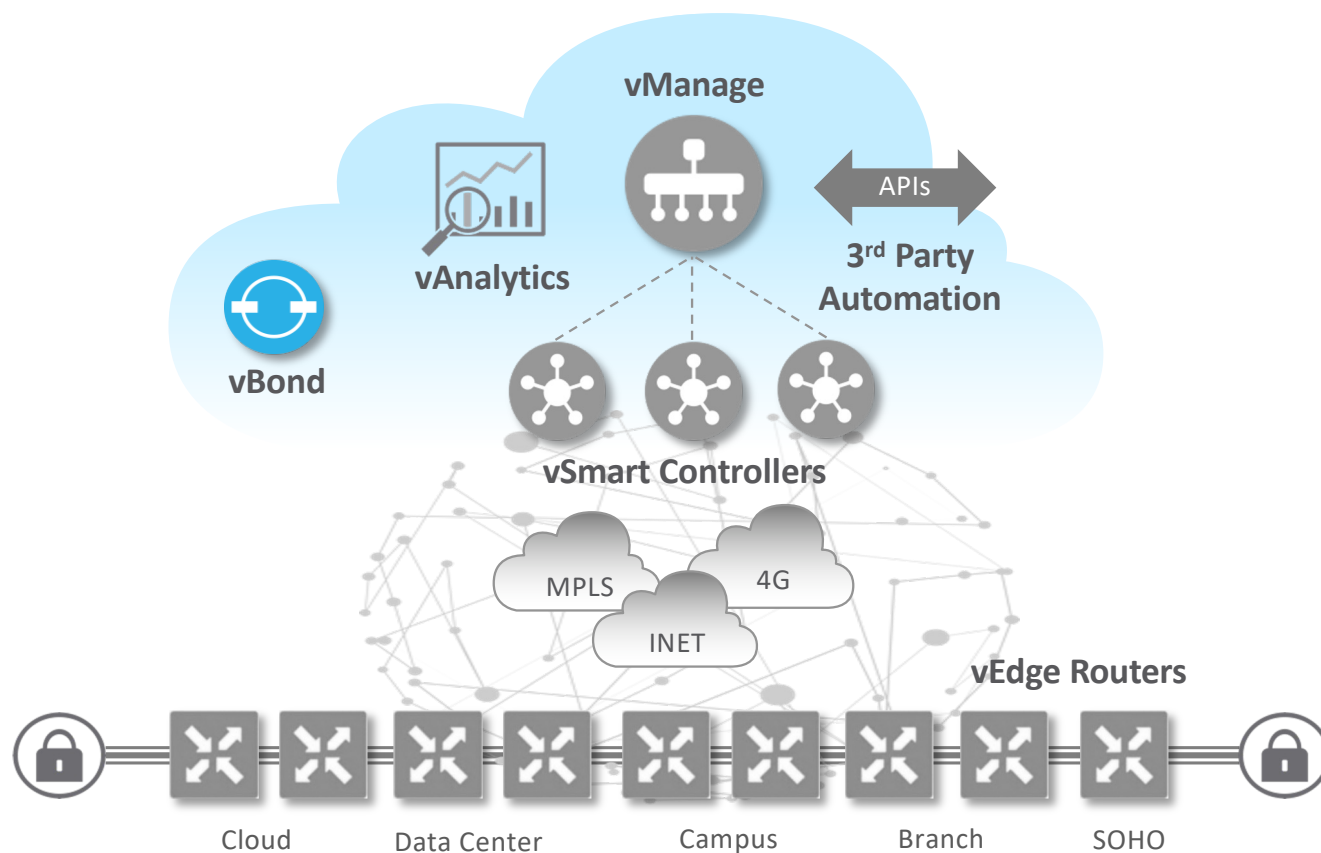 vManage
APIs
vAnalytics
3rd Party
Automation
vBond
vSmart Controllers
MPLS
4G
INET
vEdge Routers
Cloud
Data Center
Campus
Branch
SOHO